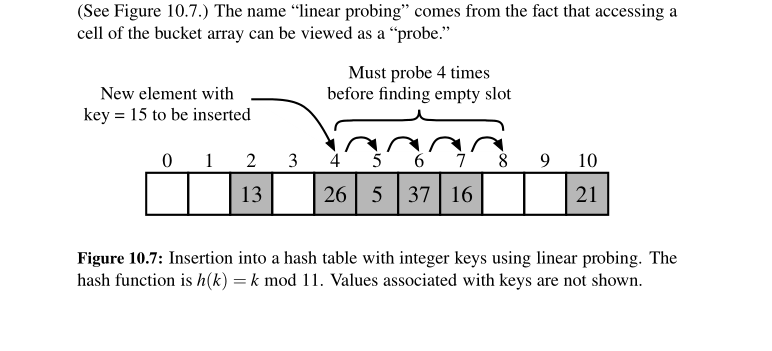 (See Figure 10.7.) The name “linear probing” comes from the fact that accessing a
cell of the bucket array can be viewed as a “probe.”
Must probe 4 times
before finding empty slot
New element with
key = 15 to be inserted
0 1 2 3 4 5 6 7 8 9 10
13 26 5 37 16 21
Figure 10.7: Insertion into a hash table with integer keys using linear probing. The
hash function is h(k) = k mod 11. Values associated with keys are not shown.